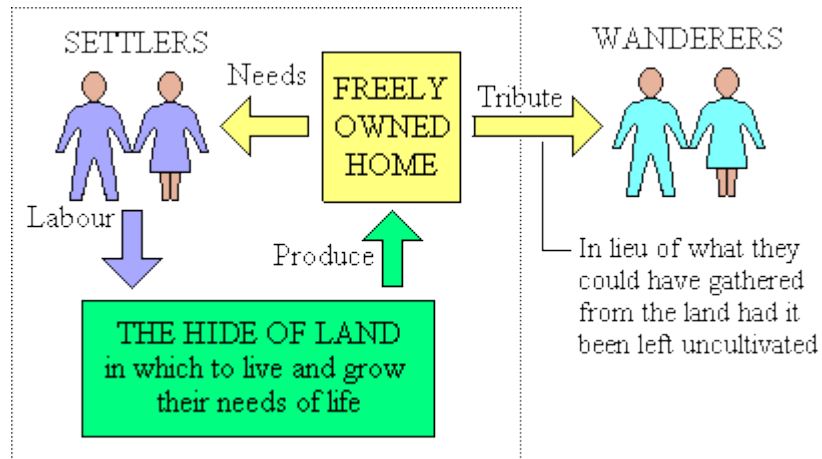 SETTLERS
WANDERERS
Needs
FREELY
OWNED
HOME
Tribute
Labour
Produce
In lieu of what they
could have gathered
from the land had it
been left uncultivated
THE HIDE OF LAND
in which to live and grow
their needs of life